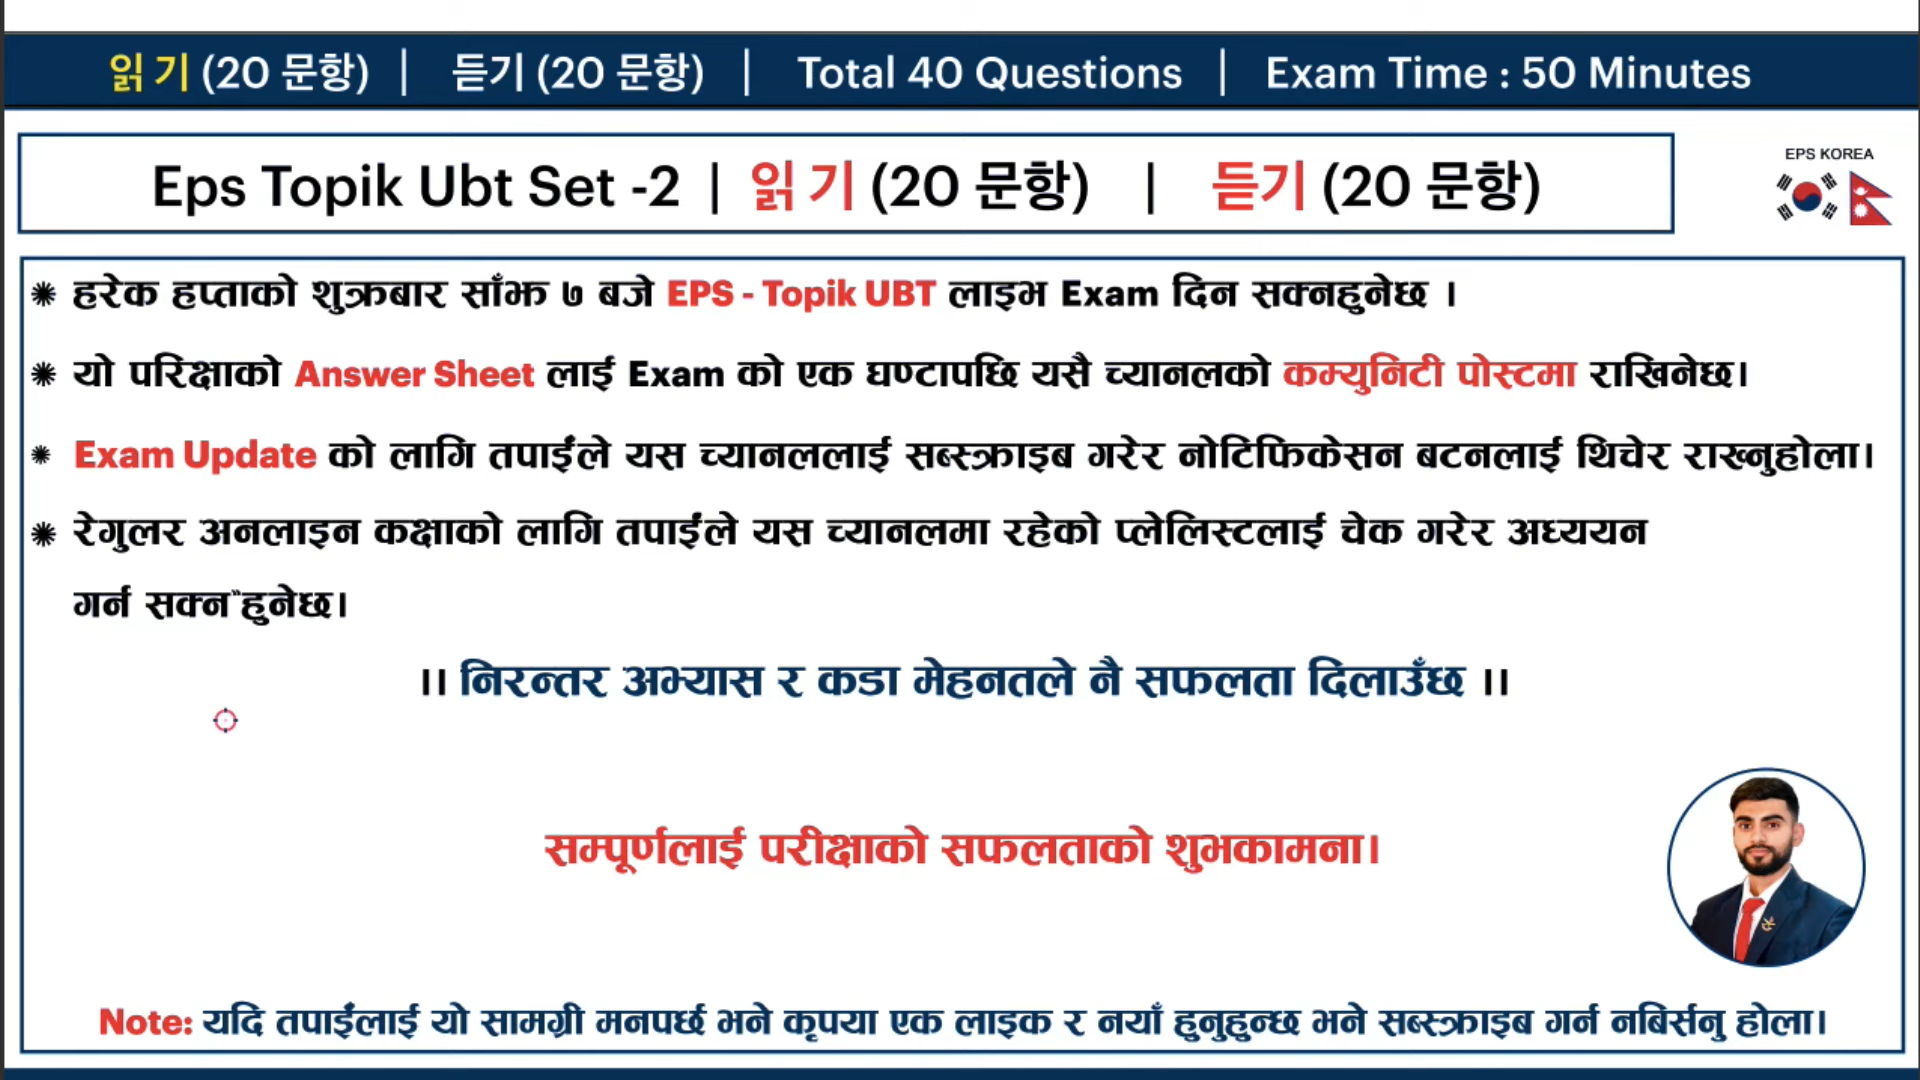 읽 기 (20 문항) | 듣기 (20 문항) | Total 40 Questions | Exam Time : 50 Minutes
Eps Topik Ubt Set -2 | 읽 기 (20 문항) | 듣기 (20 문항)
EPS KOREA
हरेक हप्ताको शुक्रबार साँझ ७ बजे EPS - Topik UBT लाइभ Exam दिन सक्नहुनेछ ।
यो परिक्षाको Answer Sheet लाई Exam को एक घण्टापछि यसै च्यानलको कम्युनिटी पोस्टमा राखिनेछ।
Exam Update को लागि तपाईंले यस च्यानललाई सब्स्क्राइब गरेर नोटिफिकेसन बटनलाई थिचेर राख्नुहोला।
रेगुलर अनलाइन कक्षाको लागि तपाईंले यस च्यानलमा रहेको प्लेलिस्टलाई चेक गरेर अध्ययन
गर्न सक्न"हुनेछ।
।। निरन्तर अभ्यास र कडा मेहनतले नै सफलता दिलाउँछ ।।
सम्पूर्णलाई परीक्षाको सफलताको शुभकामना।
Note: यदि तपाईंलाई यो सामग्री मनपर्छ भने कृपया एक लाइक र नयाँ हुनुहुन्छ भने सब्स्क्राइब गर्न नबिर्सनु होला।